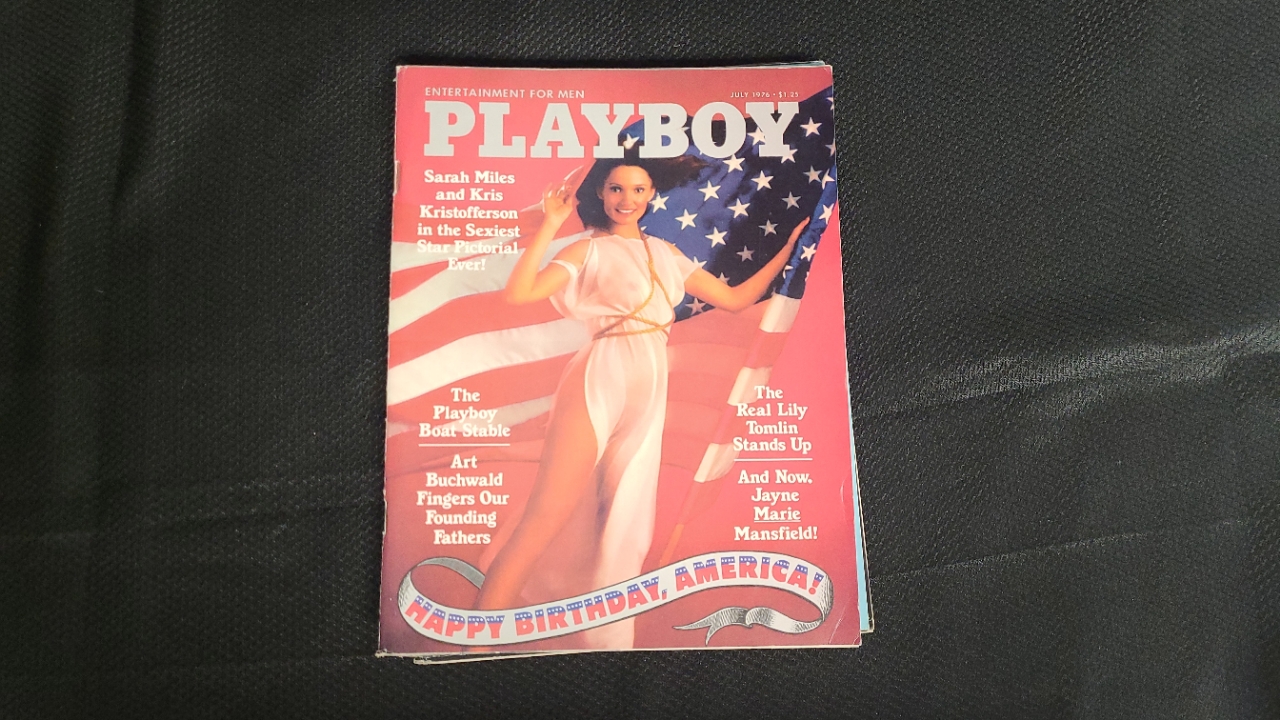 ENTERTAINMENT FOR MEN
JULY 1976 • $1.25
PLAYBOY
Sarah Miles
and Kris
Kristofferson
in the Sexiest
Star Pictorial
Ever!
The
Playboy
Boat Stable
Art
Buchwald
Fingers Our
Founding
Fathers
The
Real Lily
Tomlin
Stands Up
And Now,
Jayne
Marie
Mansfield!
HAPPY BIRTHDAY, AMERICA!